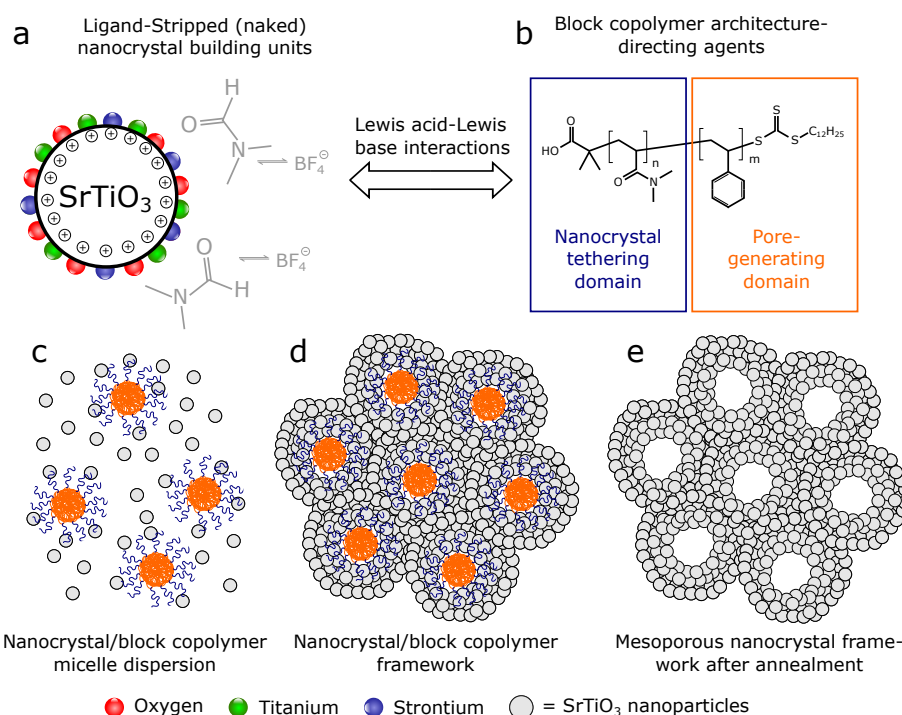 a
Ligand-Stripped (naked)
nanocrystal building units
H
O
N
BF4⊖
SrTiO3
O
H
N
BF4⊖
Lewis acid-Lewis
base interactions
b
Block copolymer architecture-
directing agents
O
HO
n
O
N
m
S
S
S
C12H25
Nanocrystal
tethering
domain
Pore-
generating
domain
c
d
e
Nanocrystal/block copolymer
micelle dispersion
Nanocrystal/block copolymer
framework
Mesoporous nanocrystal frame-
work after annealment
Oxygen
Titanium
Strontium
= SrTiO3 nanoparticles